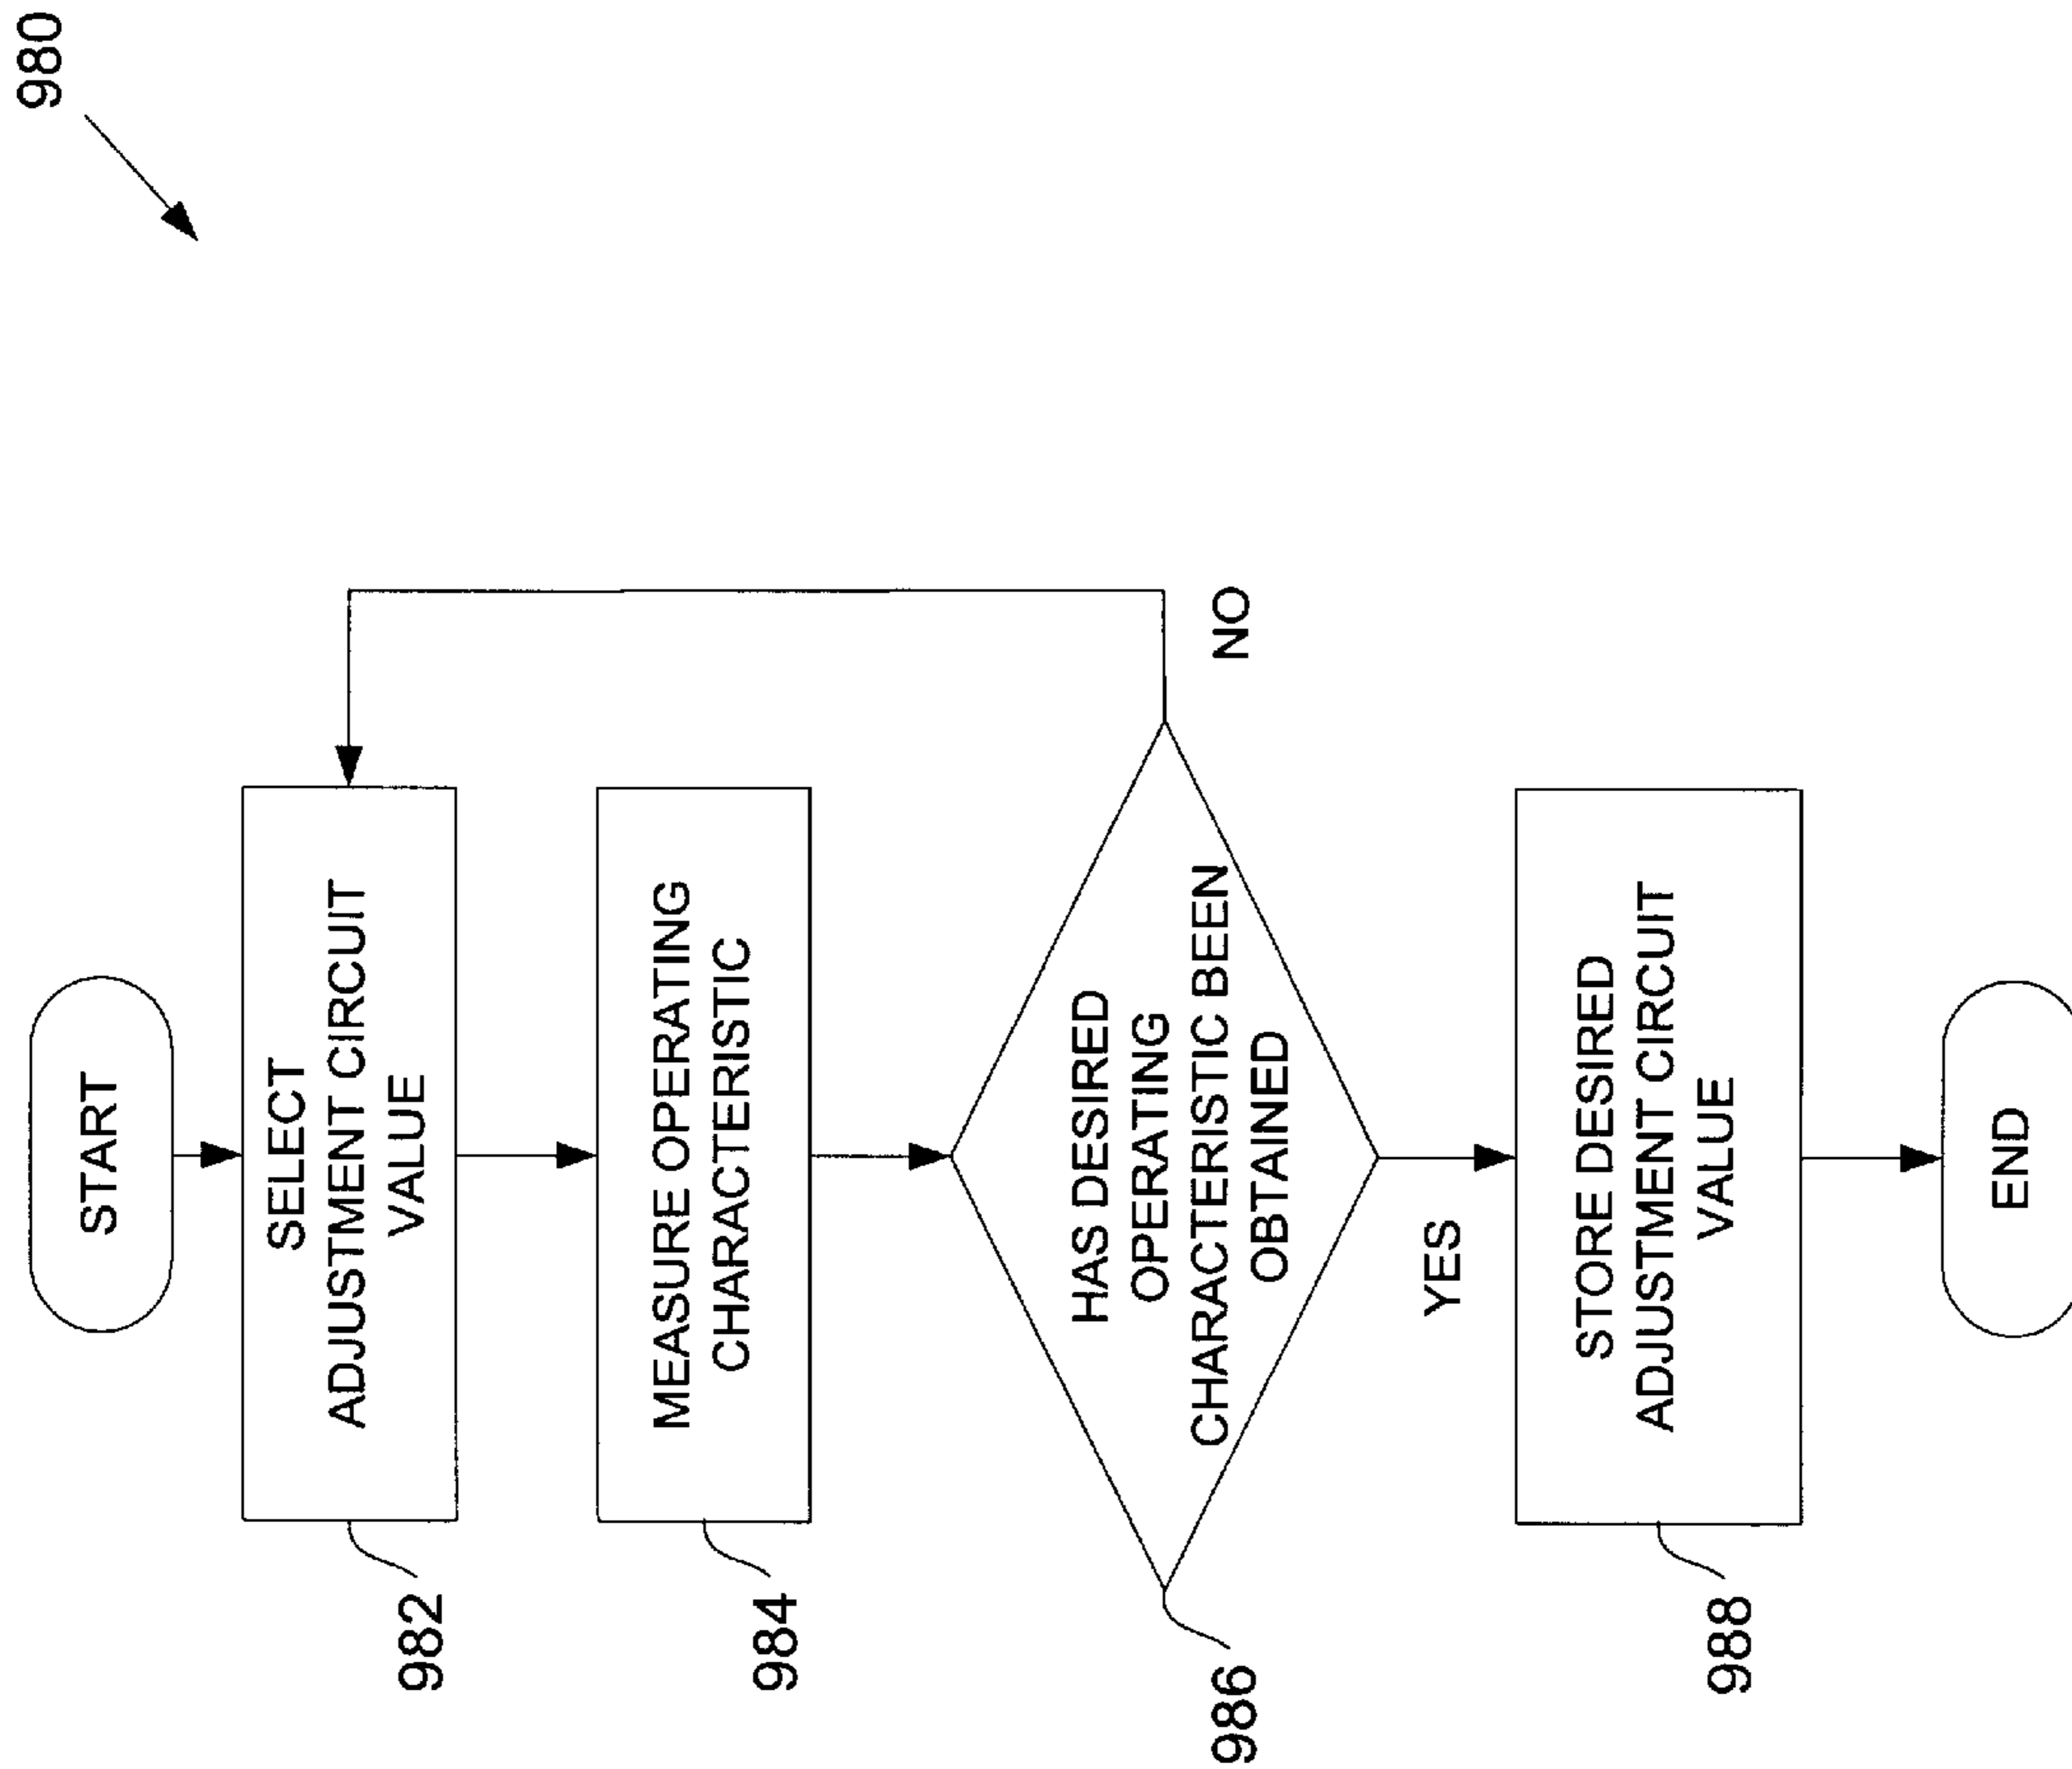 980
START
SELECT
ADJUSTMENT CIRCUIT
VALUE
982
MEASURE OPERATING
CHARACTERISTIC
984
HAS DESIRED
OPERATING
CHARACTERISTIC BEEN
OBTAINED
NO
986
YES
STORE DESIRED
ADJUSTMENT CIRCUIT
VALUE
988
END